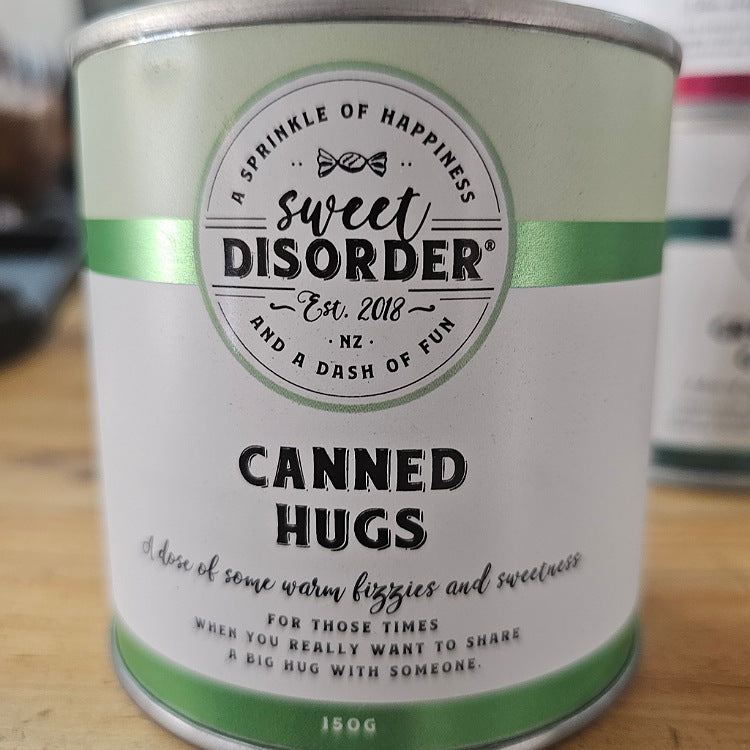 A SPRINKLE OF HAPPINESS
sweet
DISORDER®
Est. 2018
· NZ ·
AND A DASH OF FUN
CANNED
HUGS
A dose of some warm fizzies and sweetness
FOR THOSE TIMES
WHEN YOU REALLY WANT TO SHARE
A BIG HUG WITH SOMEONE.
150G